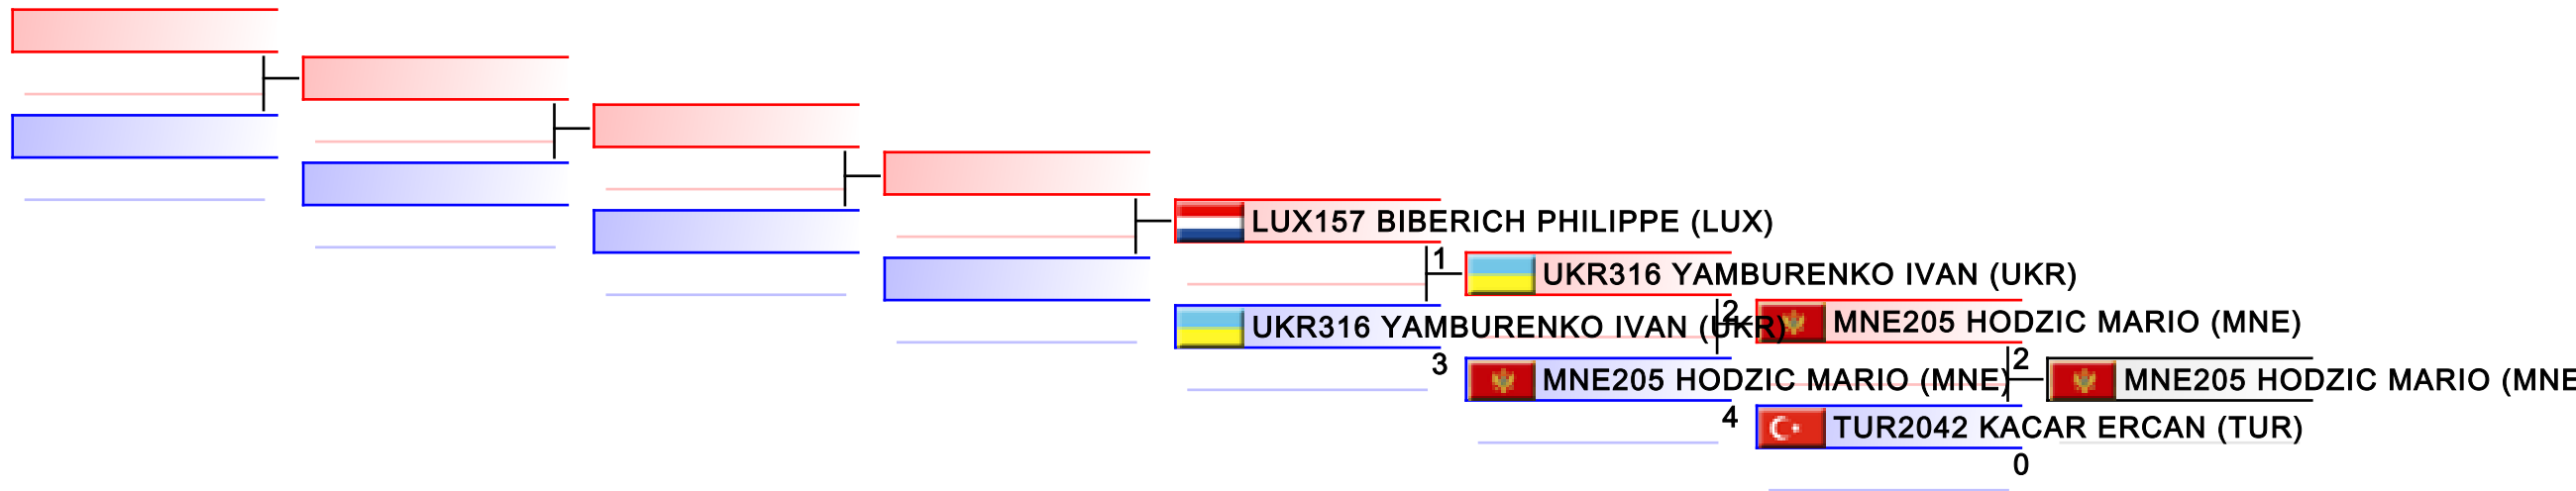 LUX157 BIBERICH PHILIPPE (LUX)
1
UKR316 YAMBURENKO IVAN (UKR)
UKR316 YAMBURENKO IVAN (UKR)
2
MNE205 HODZIC MARIO (MNE)
3
MNE205 HODZIC MARIO (MNE)
2
MNE205 HODZIC MARIO (MNE
4
TUR2042 KACAR ERCAN (TUR)
0